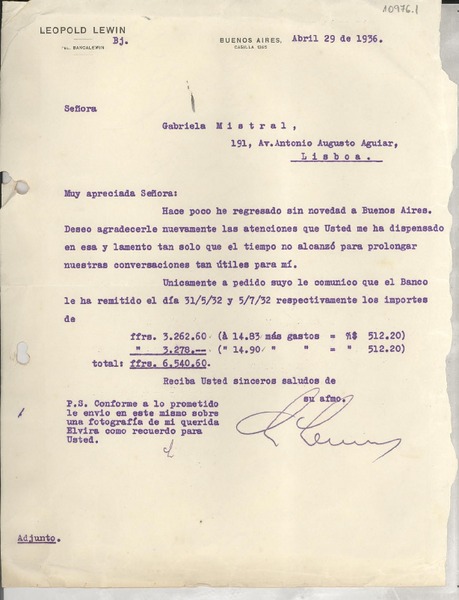 10976.1
LEOPOLD LEWIN
Bj.
BUENOS AIRES, Abril 29 de 1936.
Señora
Gabriela Mistral,
191, Av.Antonio Augusto Aguiar,
Lisboa.
Muy apreciada Señora:
Hace poco he regresado sin novedad a Buenos Aires.
Deseo agradecerle nuevamente las atenciones que Usted me ha dispensado
en esa y lamento tan solo que el tiempo no alcanzó para prolongar
nuestras conversaciones tan útiles para mí.
Unicamente a pedido suyo le comunico que el Banco
le ha remitido el día 31/5/32 y 5/7/32 respectivamente los importes
de
ffrs. 3.262.60 (à 14.83 más gastos = $ 512.20)
" 3.278.-- (" 14.90 " " = " 512.20)
total: ffrs. 6.540.60.
Reciba Usted sinceros saludos de
su afmo.
P.S. Conforme a lo prometido
le envío en este mismo sobre
una fotografía de mi querida
Elvira como recuerdo para
Usted.
Adjunto.